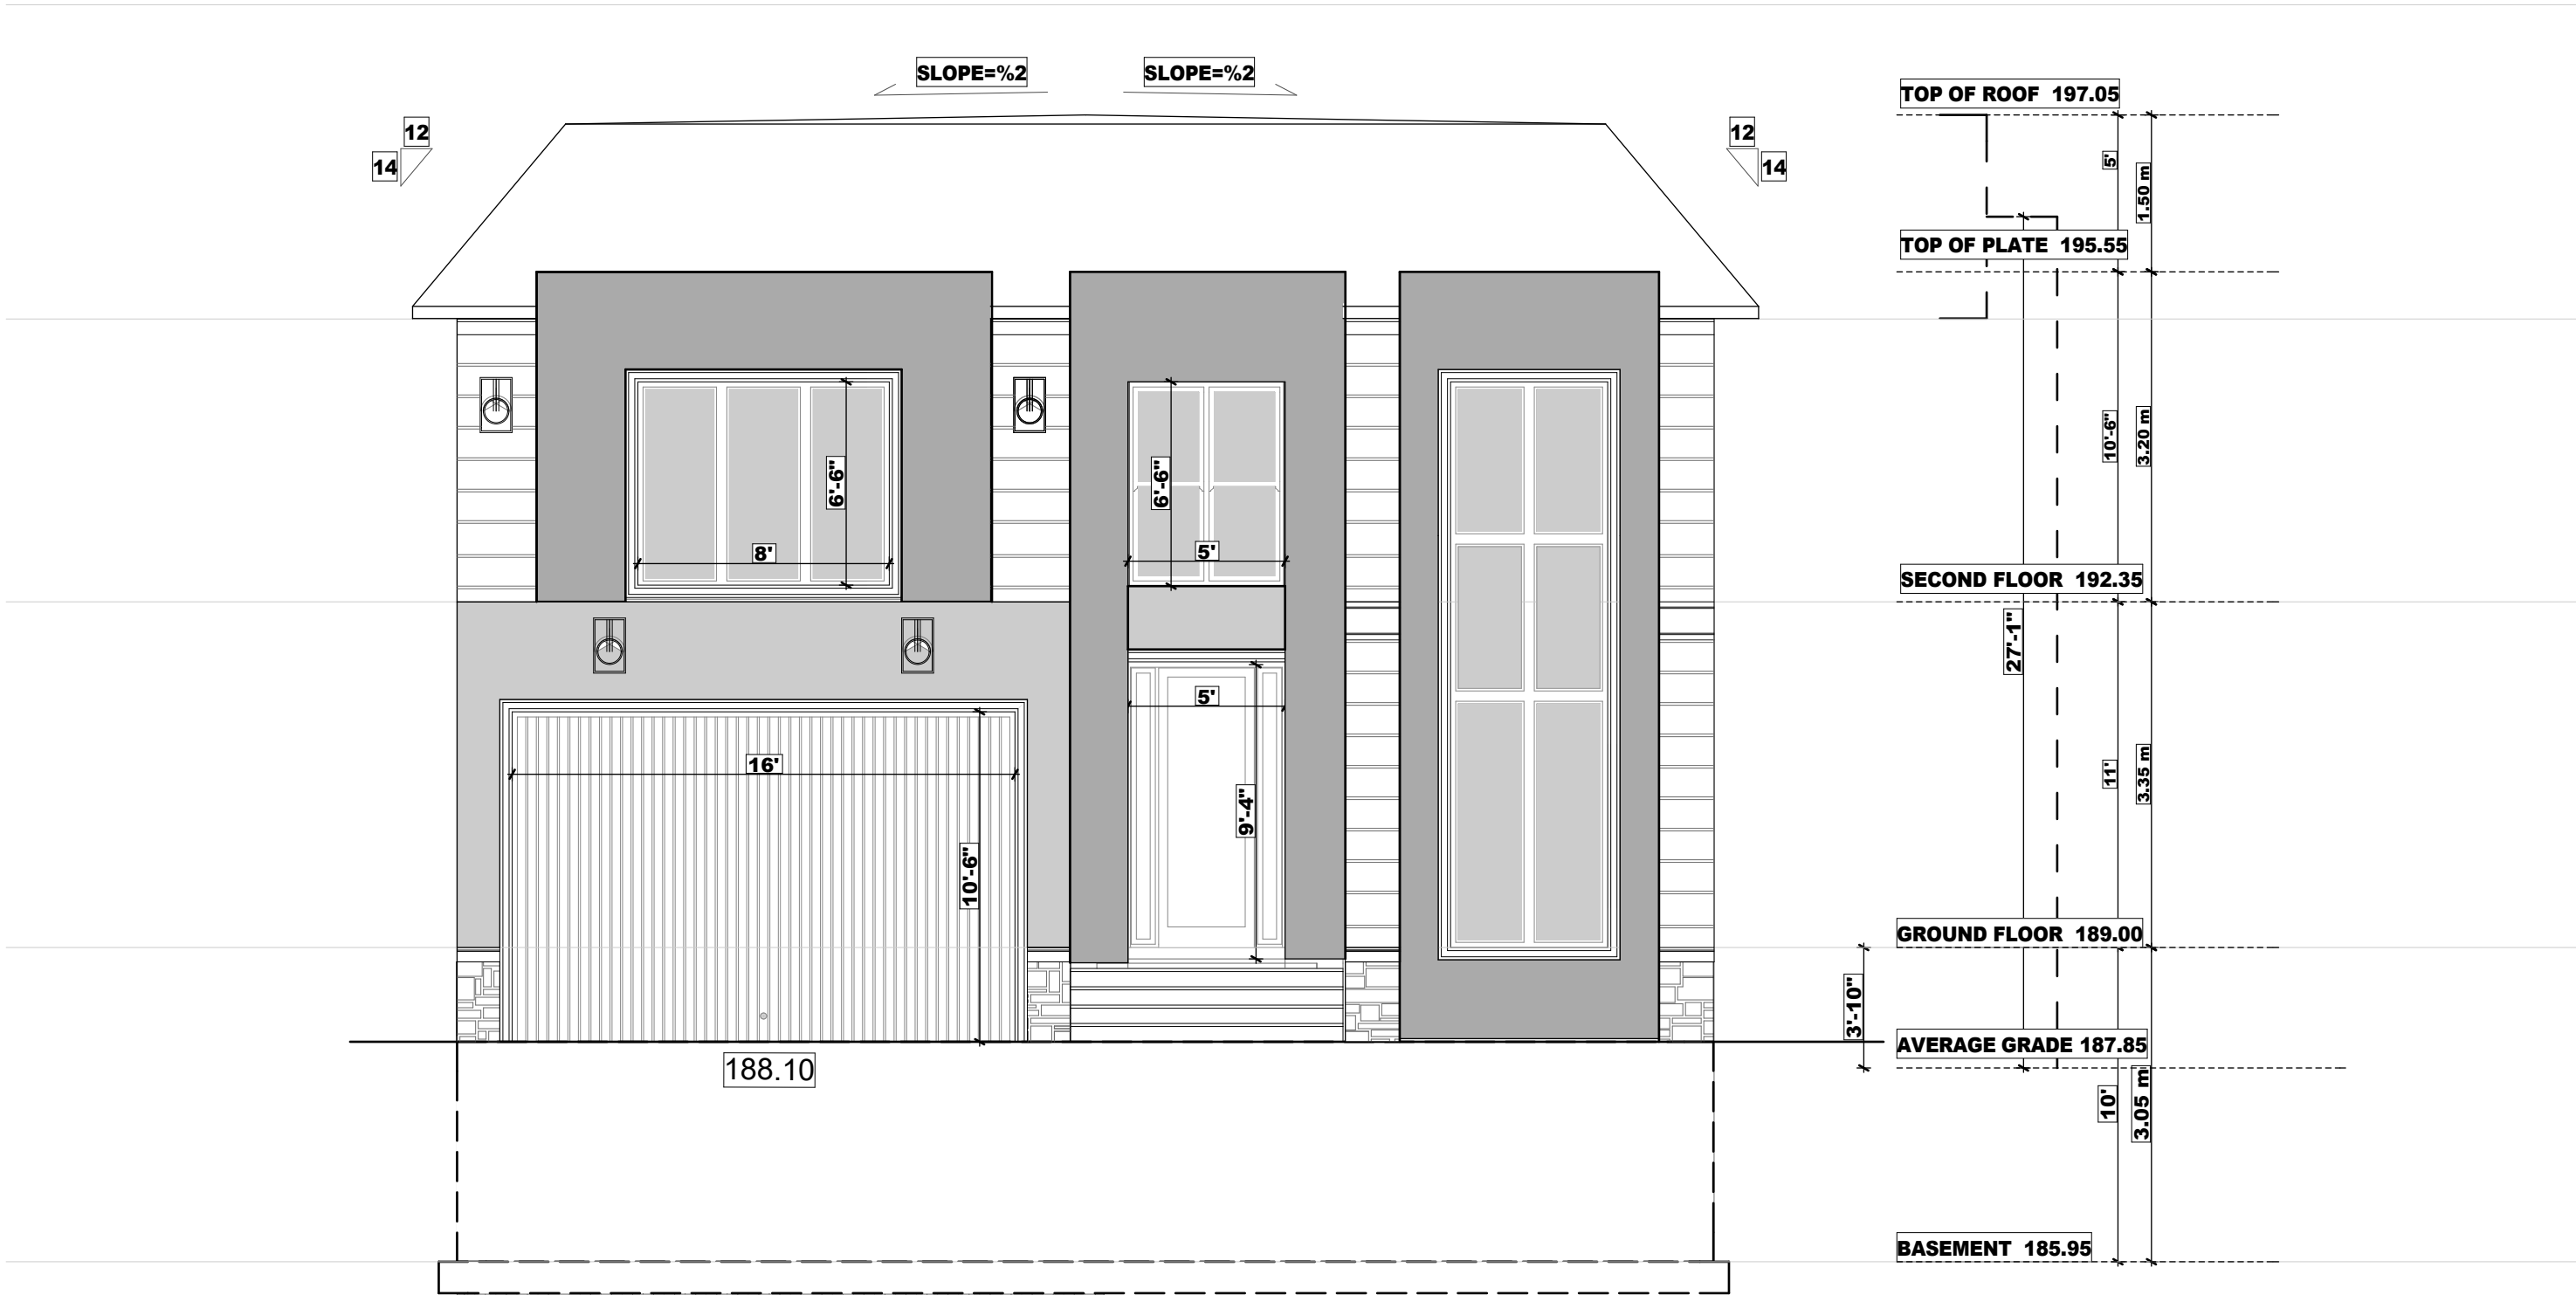 SLOPE=%2 SLOPE=%2
TOP OF ROOF 197.05
12 12
14 14
5'
1.50 m
TOP OF PLATE 195.55
10'-6"
3.20 m
6'-6"
6'-6"
8'
5'
SECOND FLOOR 192.35
27'-1"
5'
16'
11'
3.35 m
9'-4"
10'-6"
GROUND FLOOR 189.00
3'-10"
AVERAGE GRADE 187.85
188.10
10'
3.05 m
BASEMENT 185.95